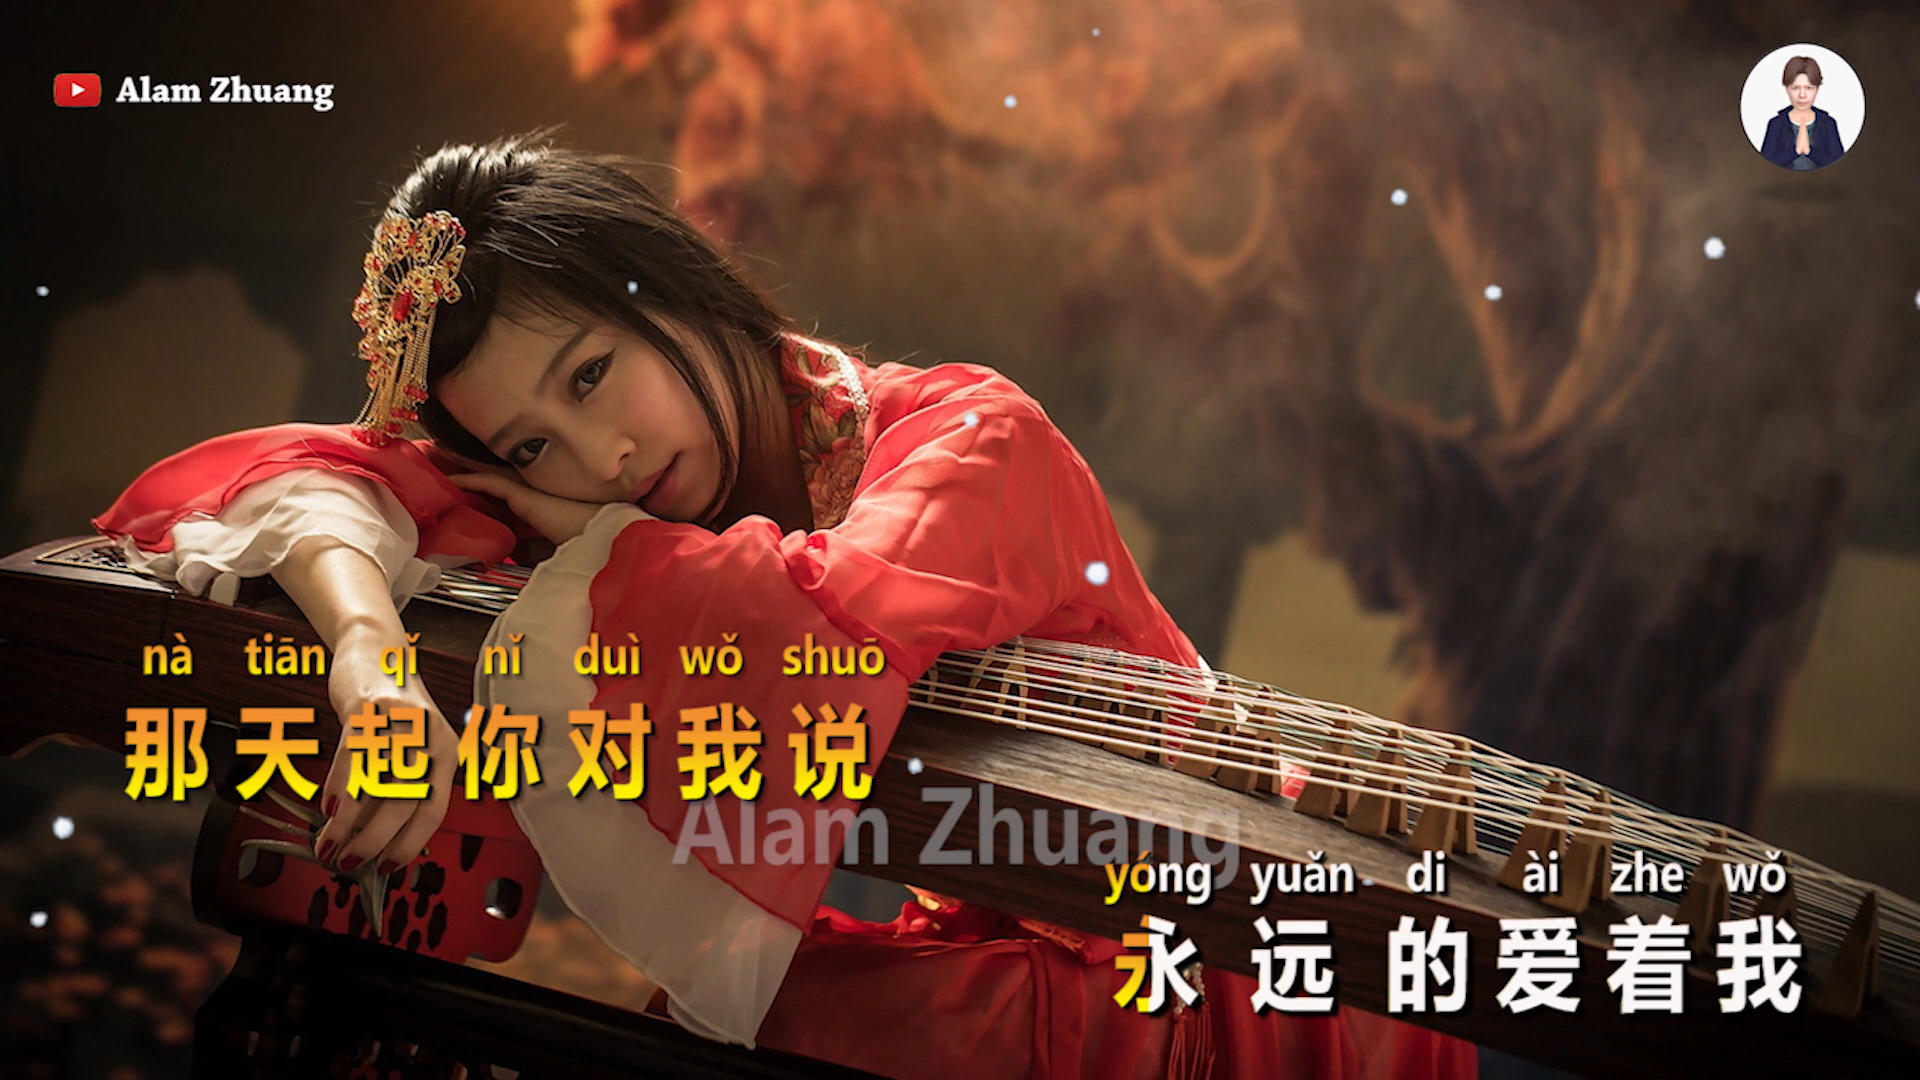 Alam Zhuang
nà tiān qǐ nǐ duì wǒ shuō
那天起你对我说
Alam Zhuang
yóng yuǎn di ài zhe wǒ
永远的爱着我